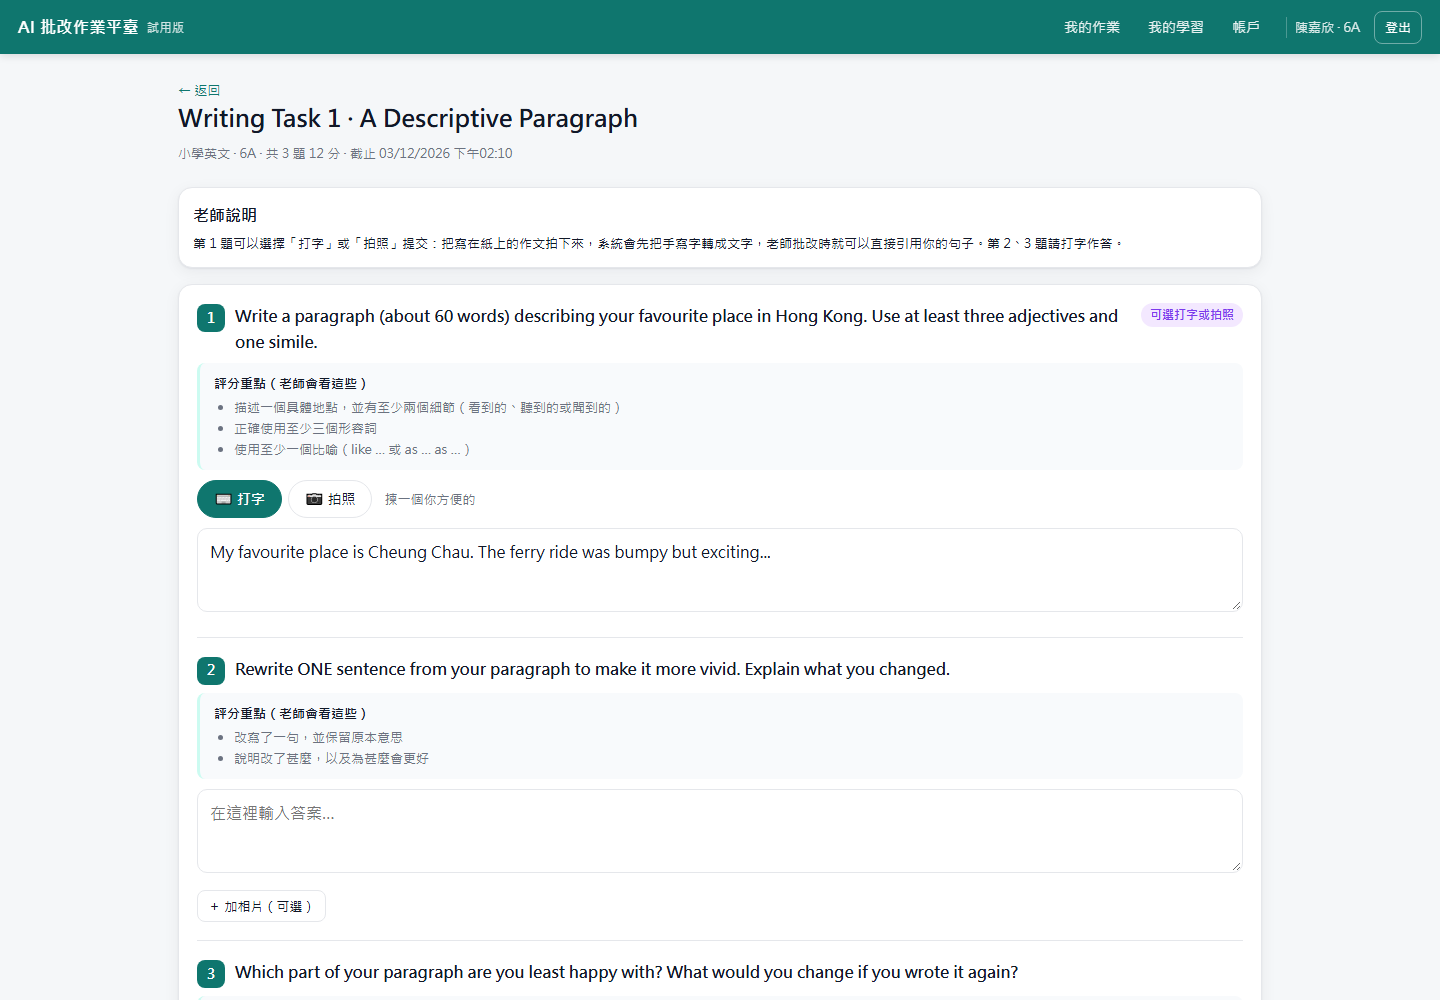 AI 批改作業平臺 試用版
我的作業 我的學習 帳戶 陳嘉欣 · 6A 登出
← 返回
Writing Task 1 · A Descriptive Paragraph
小學英文 · 6A · 共 3 題 12 分 · 截止 03/12/2026 下午02:10
老師說明
第 1 題可以選擇「打字」或「拍照」提交：把寫在紙上的作文拍下來，系統會先把手寫字轉成文字，老師批改時就可以直接引用你的句子。第 2、3 題請打字作答。
1 Write a paragraph (about 60 words) describing your favourite place in Hong Kong. Use at least three adjectives and
one simile.
可選打字或拍照
評分重點（老師會看這些）
• 描述一個具體地點，並有至少兩個細節（看到的、聽到的或聞到的）
• 正確使用至少三個形容詞
• 使用至少一個比喻（like ... 或 as ... as ...）
打字 拍照 揀一個你方便的
My favourite place is Cheung Chau. The ferry ride was bumpy but exciting...
2 Rewrite ONE sentence from your paragraph to make it more vivid. Explain what you changed.
評分重點（老師會看這些）
• 改寫了一句，並保留原本意思
• 說明改了甚麼，以及為甚麼會更好
在這裡輸入答案...
+ 加相片（可選）
3 Which part of your paragraph are you least happy with? What would you change if you wrote it again?